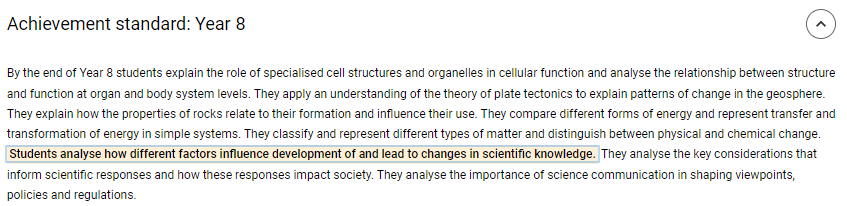 Achievement standard: Year 8
By the end of Year 8 students explain the role of specialised cell structures and organelles in cellular function and analyse the relationship between structure
and function at organ and body system levels. They apply an understanding of the theory of plate tectonics to explain patterns of change in the geosphere.
They explain how the properties of rocks relate to their formation and influence their use. They compare different forms of energy and represent transfer and
transformation of energy in simple systems. They classify and represent different types of matter and distinguish between physical and chemical change.
Students analyse how different factors influence development of and lead to changes in scientific knowledge. They analyse the key considerations that
inform scientific responses and how these responses impact society. They analyse the importance of science communication in shaping viewpoints,
policies and regulations.